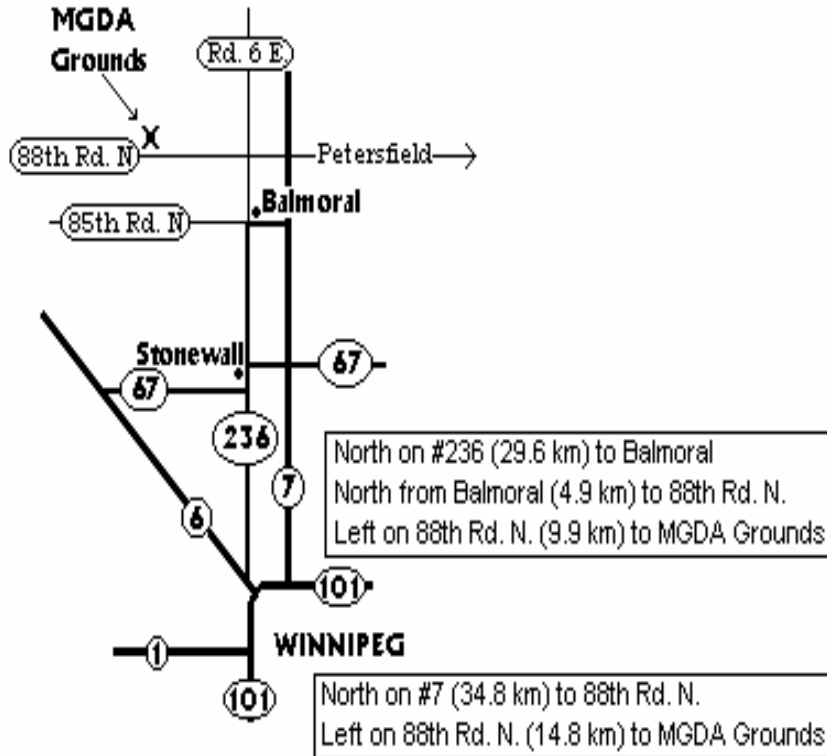 MGDA
Grounds
Rd. 6 E
88th Rd. N
Petersfield
Balmoral
85th Rd. N
Stonewall
67
67
236
7
6
North on #236 (29.6 km) to Balmoral
North from Balmoral (4.9 km) to 88th Rd. N.
Left on 88th Rd. N. (9.9 km) to MGDA Grounds
101
1
WINNIPEG
101
North on #7 (34.8 km) to 88th Rd. N.
Left on 88th Rd. N. (14.8 km) to MGDA Grounds